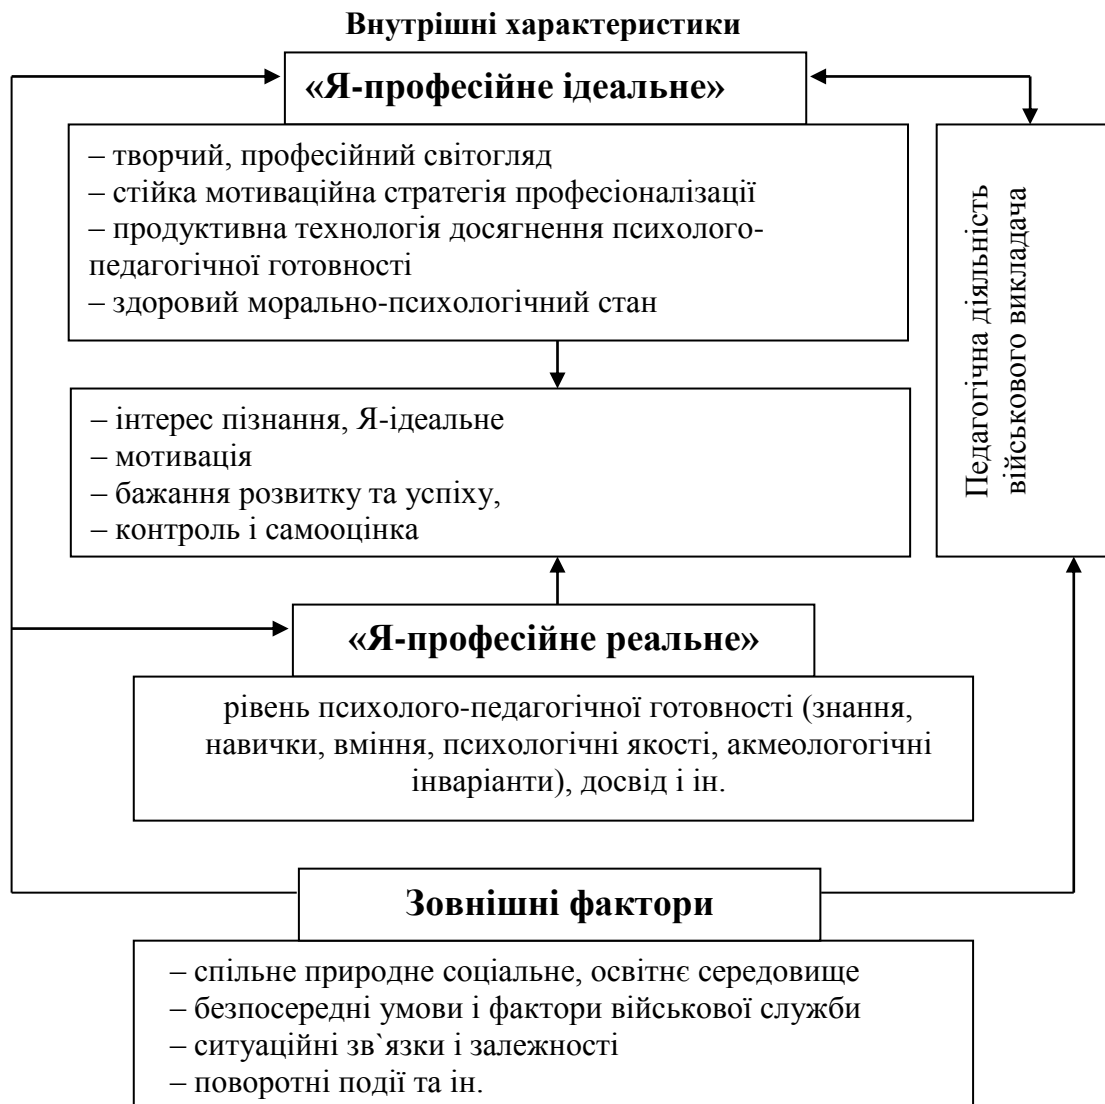 Внутрішні характеристики
«Я-професійне ідеальне»
– творчий, професійний світогляд
– стійка мотиваційна стратегія професіоналізації
– продуктивна технологія досягнення психолого-
педагогічної готовності
– здоровий морально-психологічний стан
Педагогічна діяльність
військового викладача
– інтерес пізнання, Я-ідеальне
– мотивація
– бажання розвитку та успіху,
– контроль і самооцінка
«Я-професійне реальне»
рівень психолого-педагогічної готовності (знання,
навички, вміння, психологічні якості, акмеологогічні
інваріанти), досвід і ін.
Зовнішні фактори
– спільне природне соціальне, освітнє середовище
– безпосередні умови і фактори військової служби
– ситуаційні зв`язки і залежності
– поворотні події та ін.